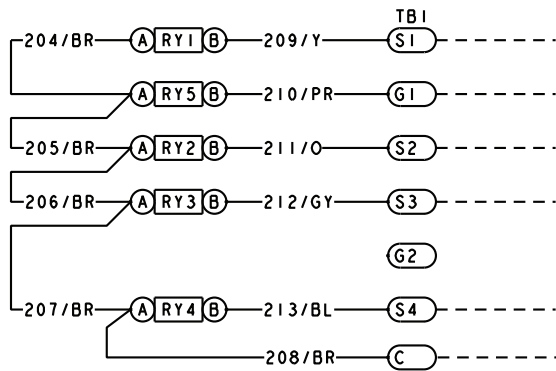 TB1
204/BR A RY1 B 209/Y S1
A RY5 B 210/PR G1
205/BR A RY2 B 211/O S2
206/BR A RY3 B 212/GY S3
G2
207/BR A RY4 B 213/BL S4
208/BR C